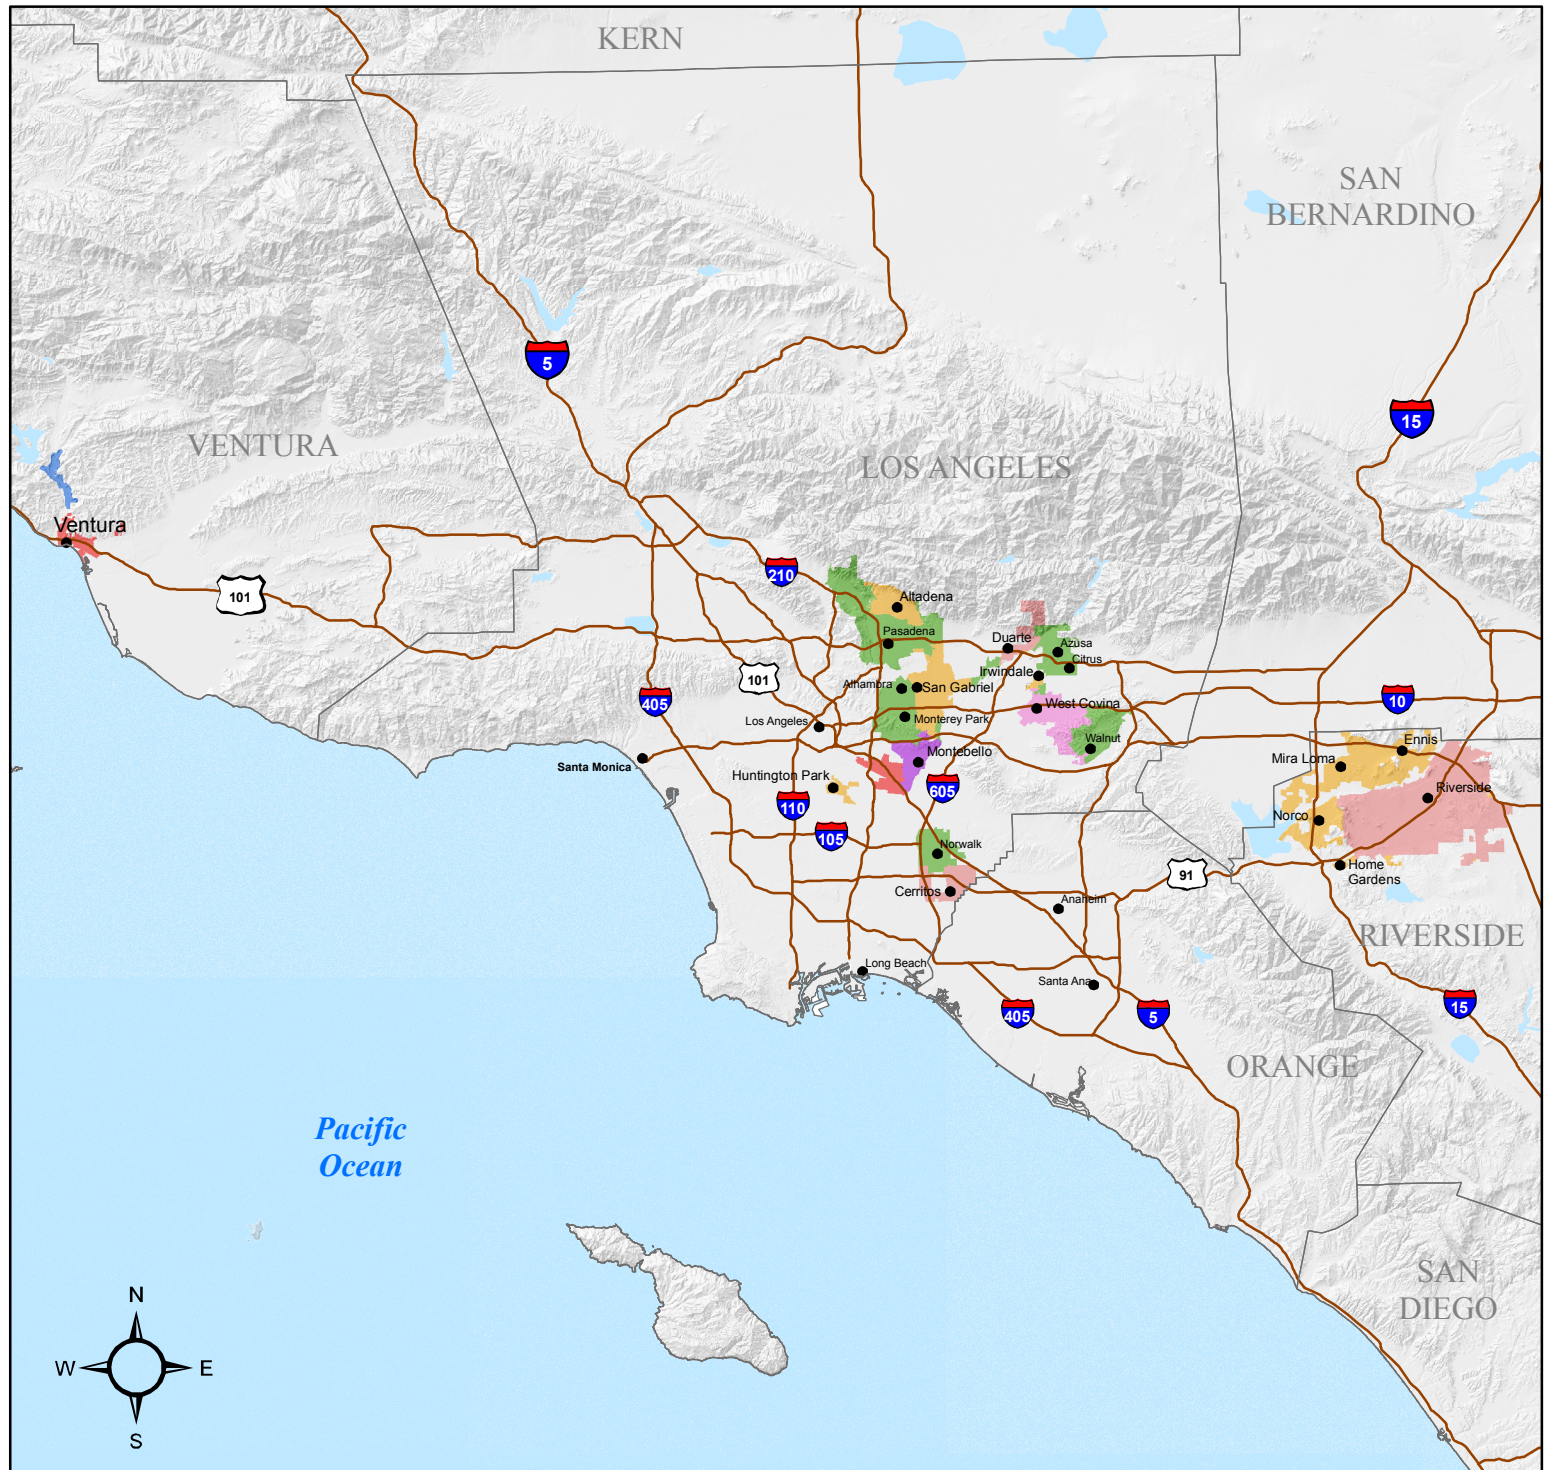 KERN
SAN
BERNARDINO
5
15
VENTURA
LOS ANGELES
Ventura
101
210
Altadena
Pasadena
Duarte
Azusa
Citrus
Irwindale
101
Alhambra
San Gabriel
405
10
West Covina
Los Angeles
Monterey Park
Walnut
Ennis
Montebello
Mira Loma
Santa Monica
Huntington Park
605
Riverside
110
Norco
105
Norwalk
Home
Gardens
91
Cerritos
Anaheim
RIVERSIDE
Long Beach
Santa Ana
15
405
5
ORANGE
Pacific
Ocean
SAN
DIEGO
N
W
E
S